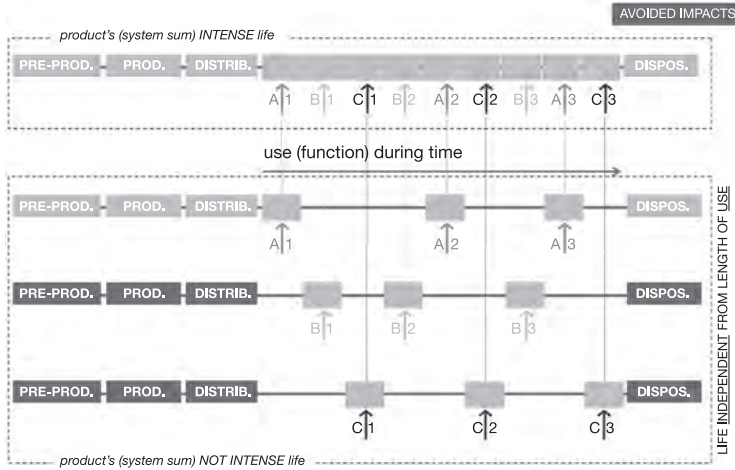 AVOIDED IMPACTS
product's (system sum) INTENSE life
PRE-PROD. PROD. DISTRIB. DISPOS.
A 1 B 1 C 1 B 2 A 2 C 2 B 3 A 3 C 3
use (function) during time
PRE-PROD. PROD. DISTRIB. DISPOS.
A 1 A 2 A 3
PRE-PROD. PROD. DISTRIB. DISPOS.
B 1 B 2 B 3
PRE-PROD. PROD. DISTRIB. DISPOS.
C 1 C 2 C 3
product's (system sum) NOT INTENSE life
LIFE INDEPENDENT FROM LENGTH OF USE